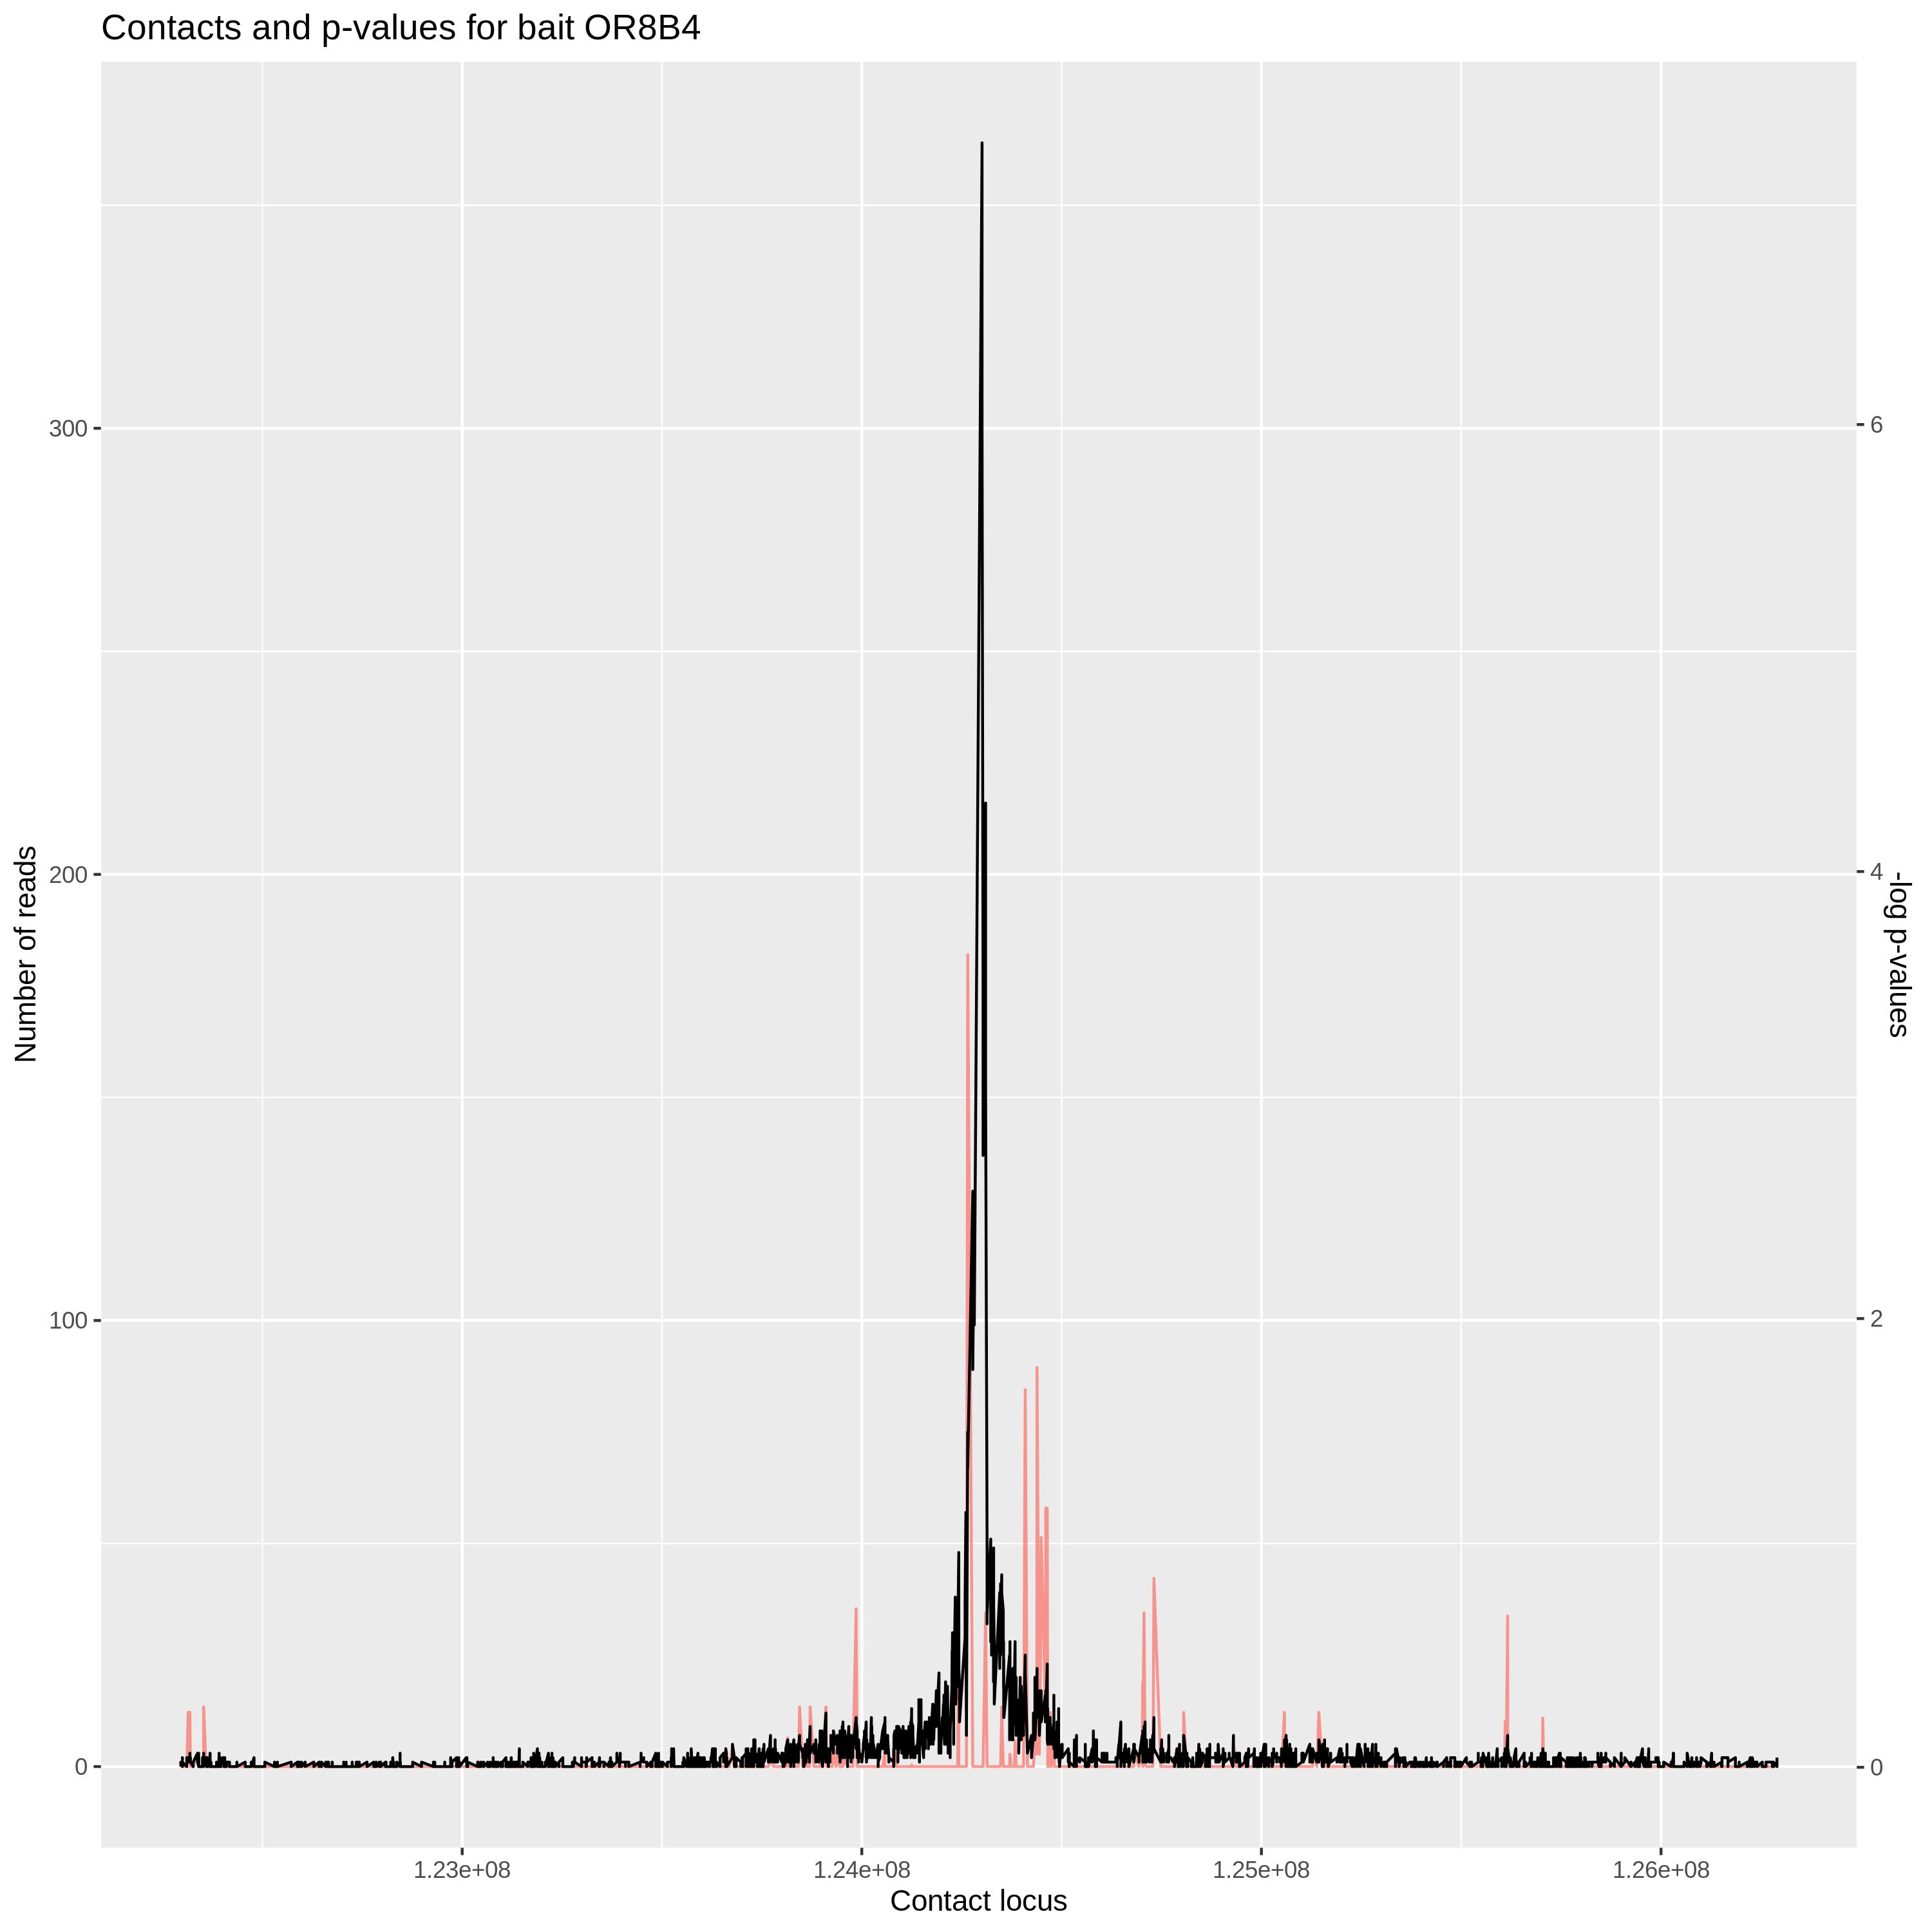 Contacts and p-values for bait OR8B4
300
200
100
0
Number of reads
6
4
2
0
-log p-values
1.23e+08
1.24e+08
1.25e+08
1.26e+08
Contact locus